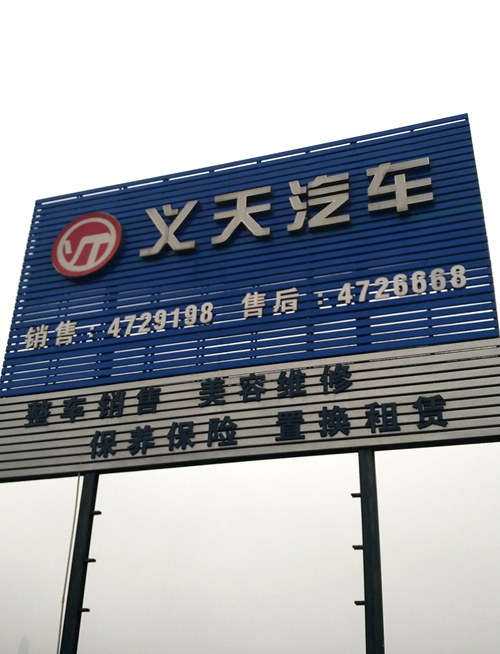 YT 义天汽车
销售：4729198 售后：4726668
整车销售 美容维修
保养保险 置换租赁